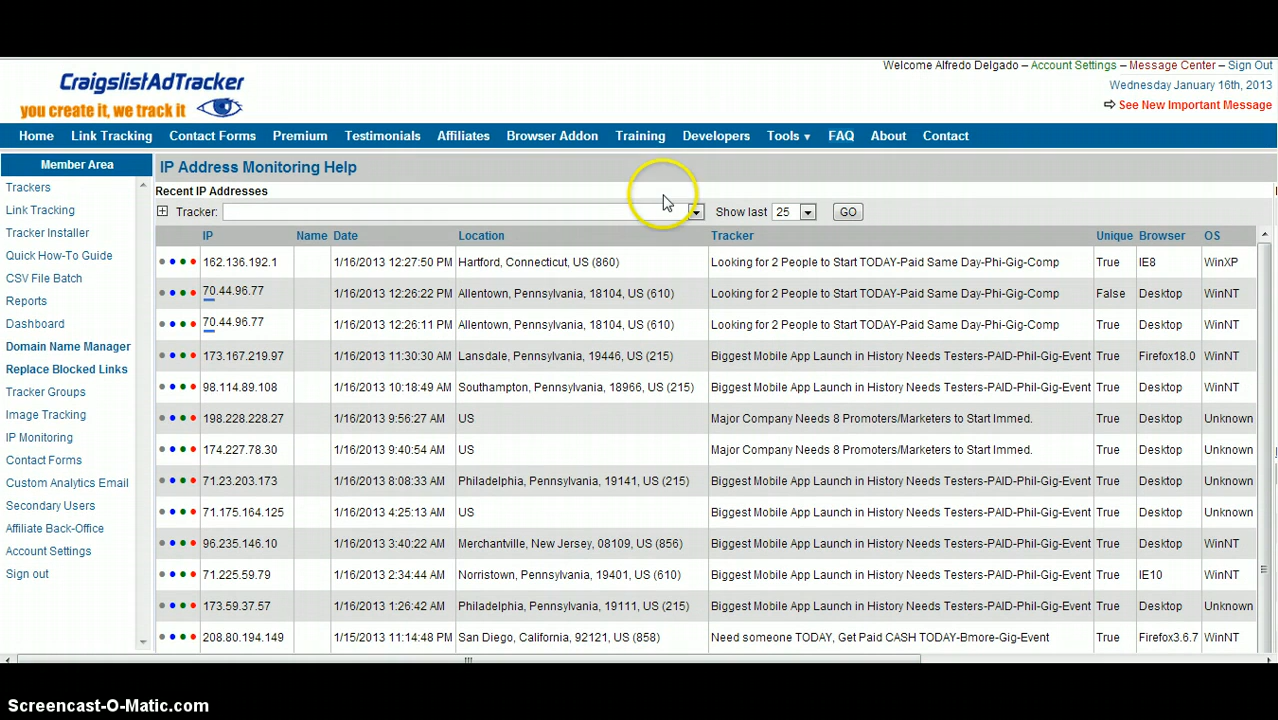 CraigslistAdTracker
you create it, we track it
Welcome Alfredo Delgado – Account Settings – Message Center – Sign Out
Wednesday January 16th, 2013
See New Important Message
Home Link Tracking Contact Forms Premium Testimonials Affiliates Browser Addon Training Developers Tools FAQ About Contact
Member Area
Trackers
Link Tracking
Tracker Installer
Quick How-To Guide
CSV File Batch
Reports
Dashboard
Domain Name Manager
Replace Blocked Links
Tracker Groups
Image Tracking
IP Monitoring
Contact Forms
Custom Analytics Email
Secondary Users
Affiliate Back-Office
Account Settings
Sign out
IP Address Monitoring Help
Recent IP Addresses
Tracker: Show last 25 GO
IP Name Date Location Tracker Unique Browser OS
162.136.192.1 1/16/2013 12:27:50 PM Hartford, Connecticut, US (860) Looking for 2 People to Start TODAY-Paid Same Day-Phi-Gig-Comp True IE8 WinXP
70.44.96.77 1/16/2013 12:26:22 PM Allentown, Pennsylvania, 18104, US (610) Looking for 2 People to Start TODAY-Paid Same Day-Phi-Gig-Comp False Desktop WinNT
70.44.96.77 1/16/2013 12:26:11 PM Allentown, Pennsylvania, 18104, US (610) Looking for 2 People to Start TODAY-Paid Same Day-Phi-Gig-Comp True Desktop WinNT
173.167.219.97 1/16/2013 11:30:30 AM Lansdale, Pennsylvania, 19446, US (215) Biggest Mobile App Launch in History Needs Testers-PAID-Phil-Gig-Event True Firefox18.0 WinNT
98.114.89.108 1/16/2013 10:18:49 AM Southampton, Pennsylvania, 18966, US (215) Biggest Mobile App Launch in History Needs Testers-PAID-Phil-Gig-Event True Desktop WinNT
198.228.228.27 1/16/2013 9:56:27 AM US Major Company Needs 8 Promoters/Marketers to Start Immed. True Desktop Unknown
174.227.78.30 1/16/2013 9:40:54 AM US Major Company Needs 8 Promoters/Marketers to Start Immed. True Desktop Unknown
71.23.203.173 1/16/2013 8:08:33 AM Philadelphia, Pennsylvania, 19141, US (215) Biggest Mobile App Launch in History Needs Testers-PAID-Phil-Gig-Event True Desktop Unknown
71.175.164.125 1/16/2013 4:25:13 AM US Biggest Mobile App Launch in History Needs Testers-PAID-Phil-Gig-Event True Desktop Unknown
96.235.146.10 1/16/2013 3:40:22 AM Merchantville, New Jersey, 08109, US (856) Biggest Mobile App Launch in History Needs Testers-PAID-Phil-Gig-Event True Desktop WinNT
71.225.59.79 1/16/2013 2:34:44 AM Norristown, Pennsylvania, 19401, US (610) Biggest Mobile App Launch in History Needs Testers-PAID-Phil-Gig-Event True IE10 WinNT
173.59.37.57 1/16/2013 1:26:42 AM Philadelphia, Pennsylvania, 19111, US (215) Biggest Mobile App Launch in History Needs Testers-PAID-Phil-Gig-Event True Desktop Unknown
208.80.194.149 1/15/2013 11:14:48 PM San Diego, California, 92121, US (858) Need someone TODAY, Get Paid CASH TODAY-Bmore-Gig-Event True Firefox3.6.7 WinNT
Screencast-O-Matic.com